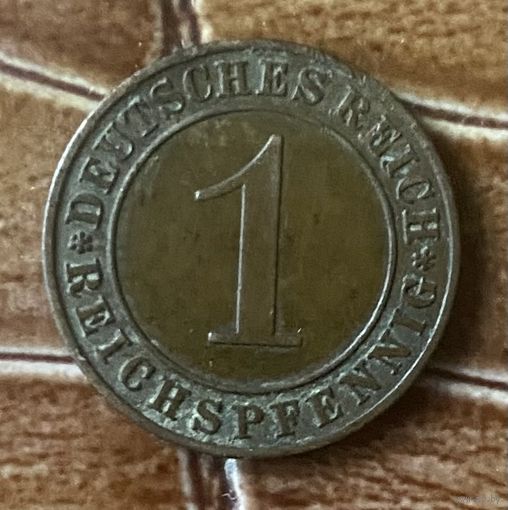 *DEUTSCHES REICH*
REICHSPFENNIG
1